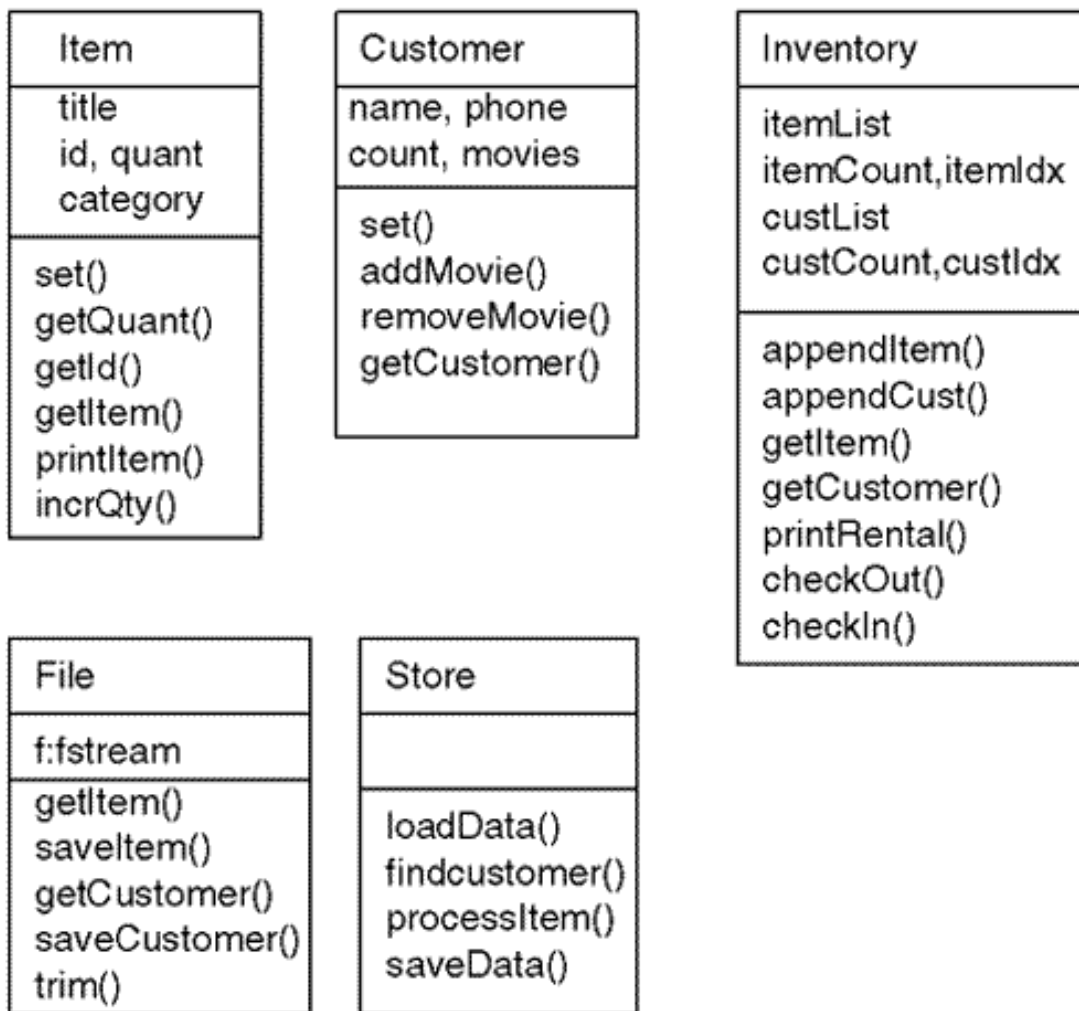 Item
title
id, quant
category
set()
getQuant()
getId()
getItem()
printItem()
incrQty()
Customer
name, phone
count, movies
set()
addMovie()
removeMovie()
getCustomer()
Inventory
itemList
itemCount,itemIdx
custList
custCount,custIdx
appendItem()
appendCust()
getItem()
getCustomer()
printRental()
checkOut()
checkIn()
File
f:fstream
getItem()
saveItem()
getCustomer()
saveCustomer()
trim()
Store
loadData()
findcustomer()
processItem()
saveData()